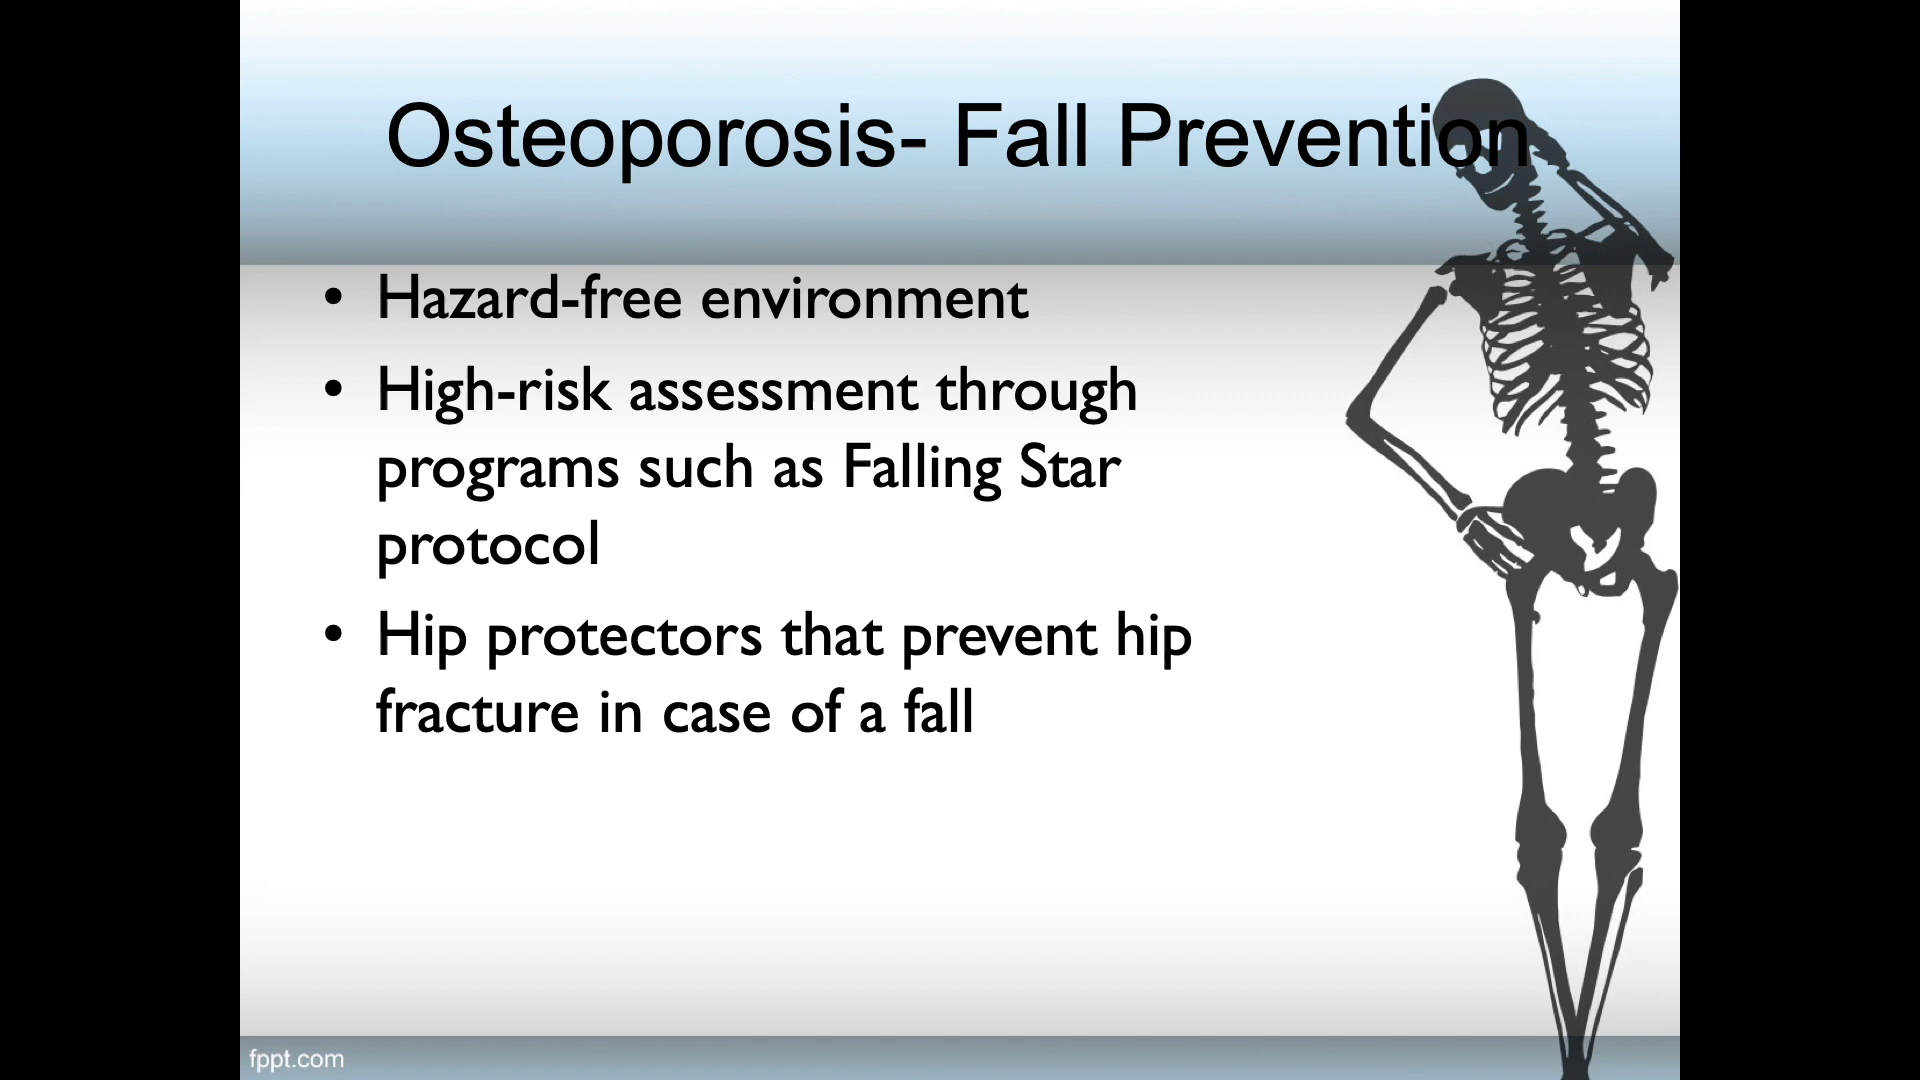 Osteoporosis- Fall Prevention
• Hazard-free environment
• High-risk assessment through
programs such as Falling Star
protocol
• Hip protectors that prevent hip
fracture in case of a fall
fppt.com